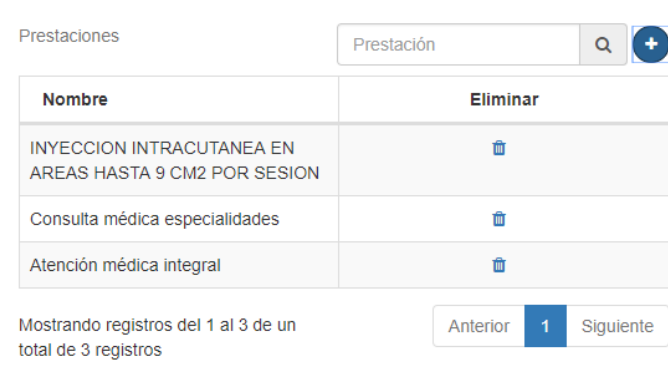 Prestaciones
Prestación
Nombre
Eliminar
INYECCION INTRACUTANEA EN
AREAS HASTA 9 CM2 POR SESION
Consulta médica especialidades
Atención médica integral
Mostrando registros del 1 al 3 de un
total de 3 registros
Anterior
1
Siguiente